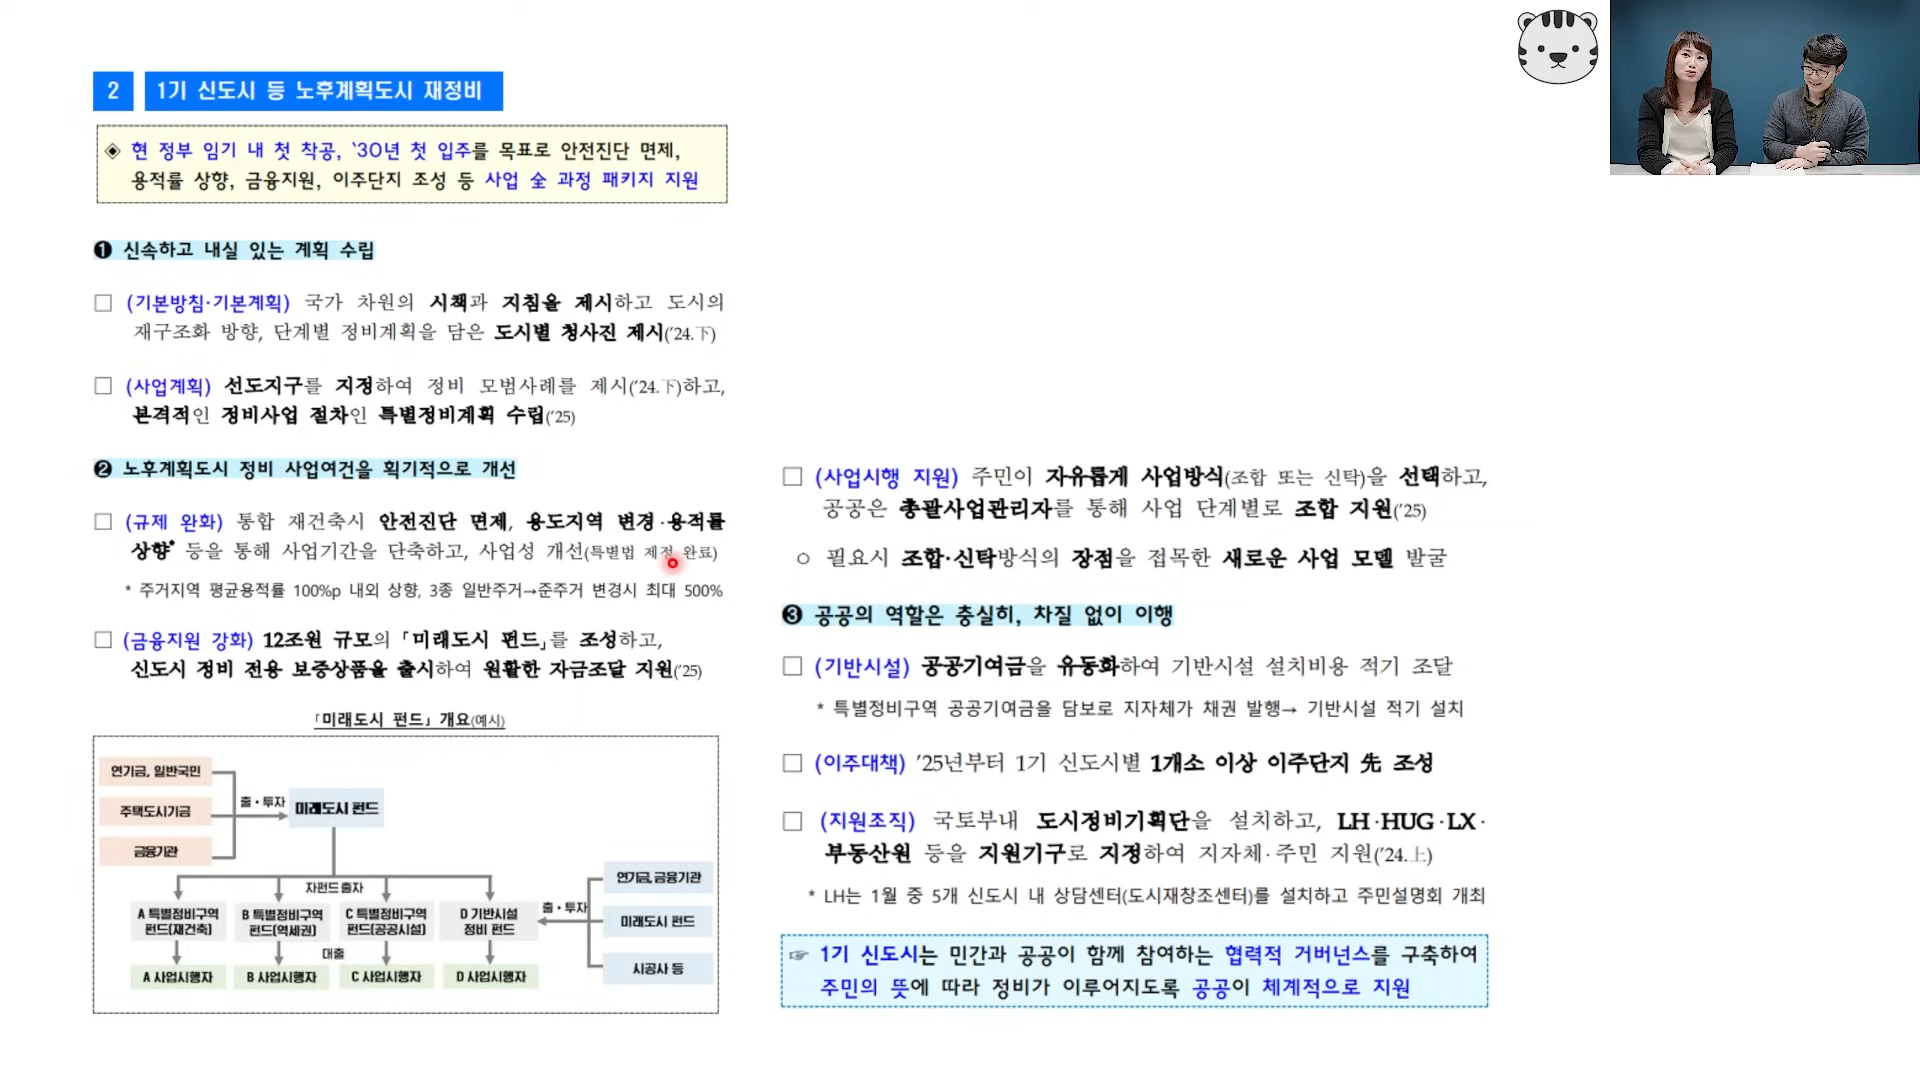 2 1기 신도시 등 노후계획도시 재정비
◈ 현 정부 임기 내 첫 착공, `30년 첫 입주를 목표로 안전진단 면제,
용적률 상향, 금융지원, 이주단지 조성 등 사업 全 과정 패키지 지원
❶ 신속하고 내실 있는 계획 수립
□ (기본방침·기본계획) 국가 차원의 시책과 지침을 제시하고 도시의
재구조화 방향, 단계별 정비계획을 담은 도시별 청사진 제시('24.下)
□ (사업계획) 선도지구를 지정하여 정비 모범사례를 제시('24.下)하고,
본격적인 정비사업 절차인 특별정비계획 수립('25)
❷ 노후계획도시 정비 사업여건을 획기적으로 개선
□ (규제 완화) 통합 재건축시 안전진단 면제, 용도지역 변경·용적률
상향* 등을 통해 사업기간을 단축하고, 사업성 개선(특별법 제정 완료)
* 주거지역 평균용적률 100%p 내외 상향, 3종 일반주거→준주거 변경시 최대 500%
□ (금융지원 강화) 12조원 규모의 「미래도시 펀드」를 조성하고,
신도시 정비 전용 보증상품을 출시하여 원활한 자금조달 지원('25)
「미래도시 펀드」 개요(예시)
연기금, 일반국민
주택도시기금
금융기관
출·투자
미래도시 펀드
자펀드 출자
A 특별정비구역
펀드(재건축)
B 특별정비구역
펀드(역세권)
C 특별정비구역
펀드(공공시설)
D 기반시설
정비 펀드
출·투자
연기금, 금융기관
미래도시 펀드
시공사 등
대출
A 사업시행자
B 사업시행자
C 사업시행자
D 사업시행자
□ (사업시행 지원) 주민이 자유롭게 사업방식(조합 또는 신탁)을 선택하고,
공공은 총괄사업관리자를 통해 사업 단계별로 조합 지원('25)
○ 필요시 조합·신탁방식의 장점을 접목한 새로운 사업 모델 발굴
❸ 공공의 역할은 충실히, 차질 없이 이행
□ (기반시설) 공공기여금을 유동화하여 기반시설 설치비용 적기 조달
* 특별정비구역 공공기여금을 담보로 지자체가 채권 발행→ 기반시설 적기 설치
□ (이주대책) '25년부터 1기 신도시별 1개소 이상 이주단지 先 조성
□ (지원조직) 국토부내 도시정비기획단을 설치하고, LH·HUG·LX·
부동산원 등을 지원기구로 지정하여 지자체·주민 지원('24.上)
* LH는 1월 중 5개 신도시 내 상담센터(도시재창조센터)를 설치하고 주민설명회 개최
☞ 1기 신도시는 민간과 공공이 함께 참여하는 협력적 거버넌스를 구축하여
주민의 뜻에 따라 정비가 이루어지도록 공공이 체계적으로 지원